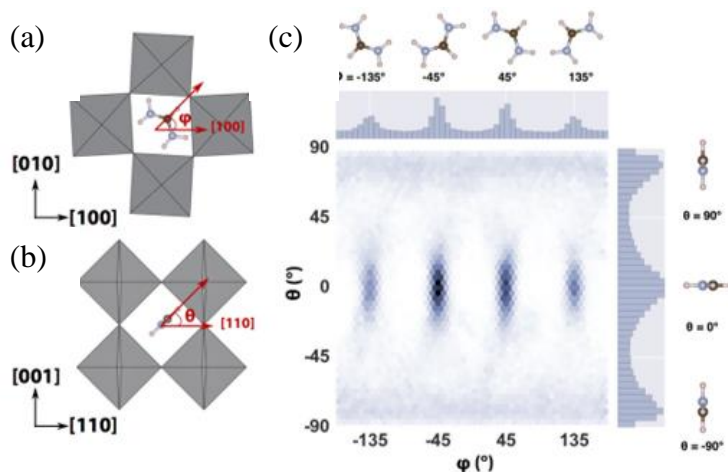 (a)
φ
[100]
[010]
[100]
(b)
θ
[110]
[001]
[110]
(c)
= -135° -45° 45° 135°
90
45
0
-45
-90
θ (°)
-135 -45 45 135
φ (°)
θ = 90°
θ = 0°
θ = -90°